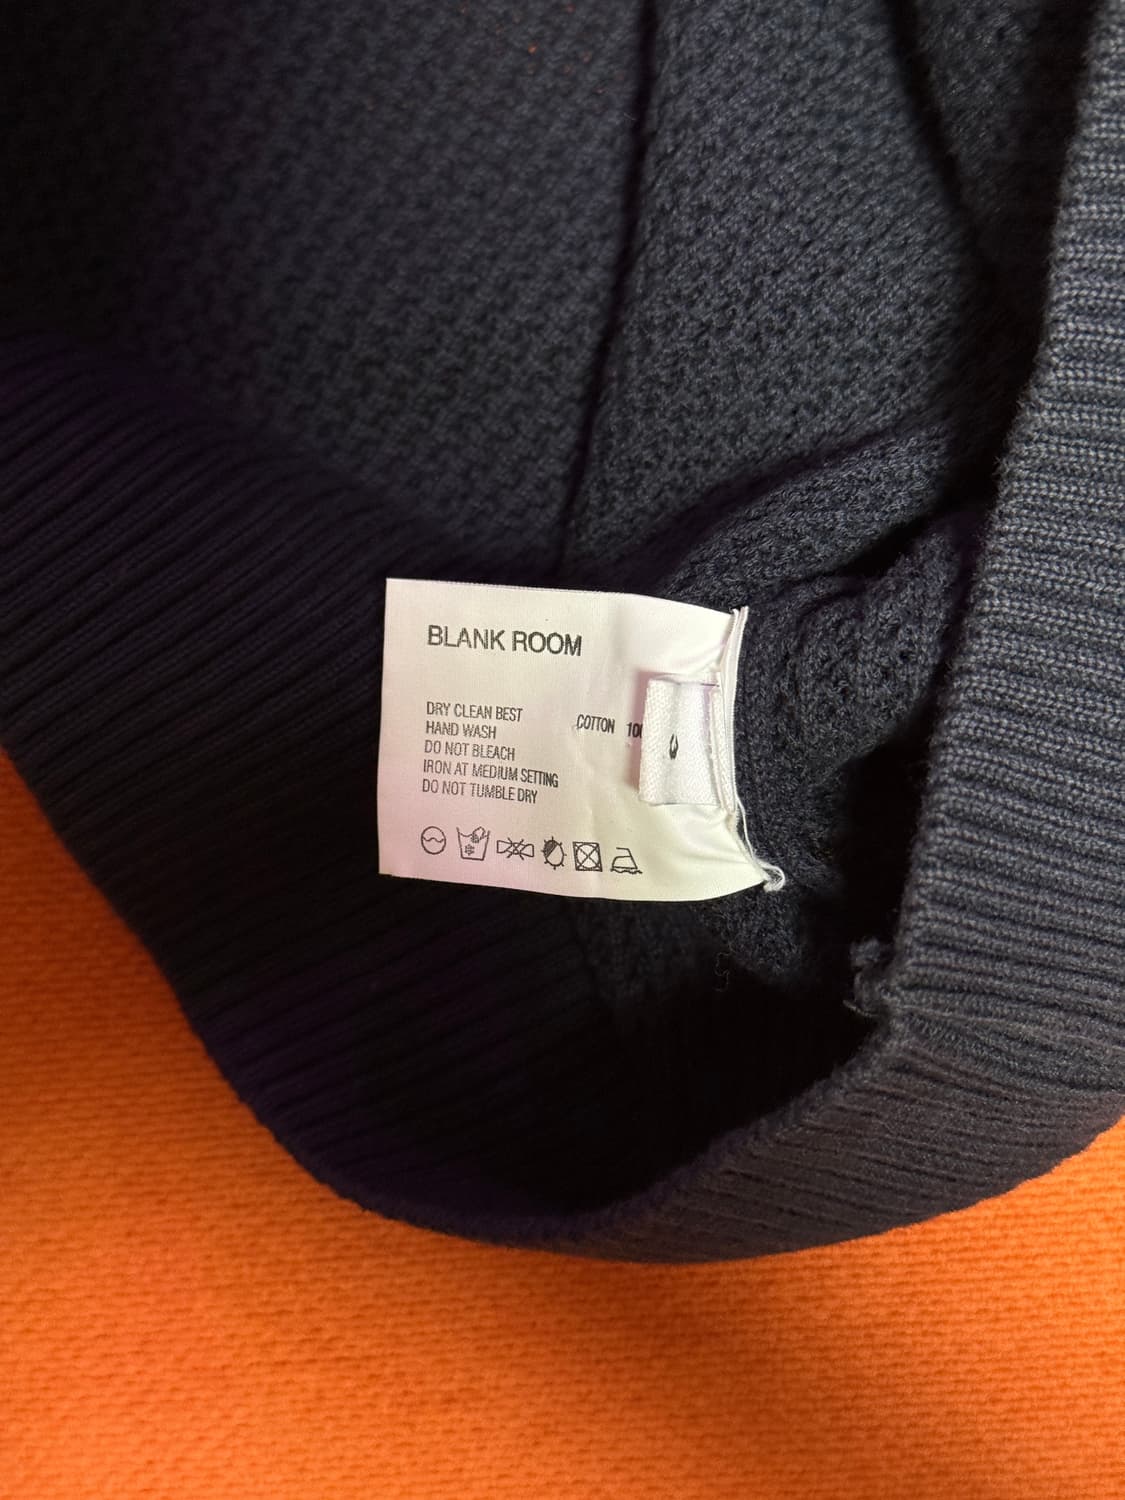 BLANK ROOM
DRY CLEAN BEST
HAND WASH
DO NOT BLEACH
IRON AT MEDIUM SETTING
DO NOT TUMBLE DRY
COTTON